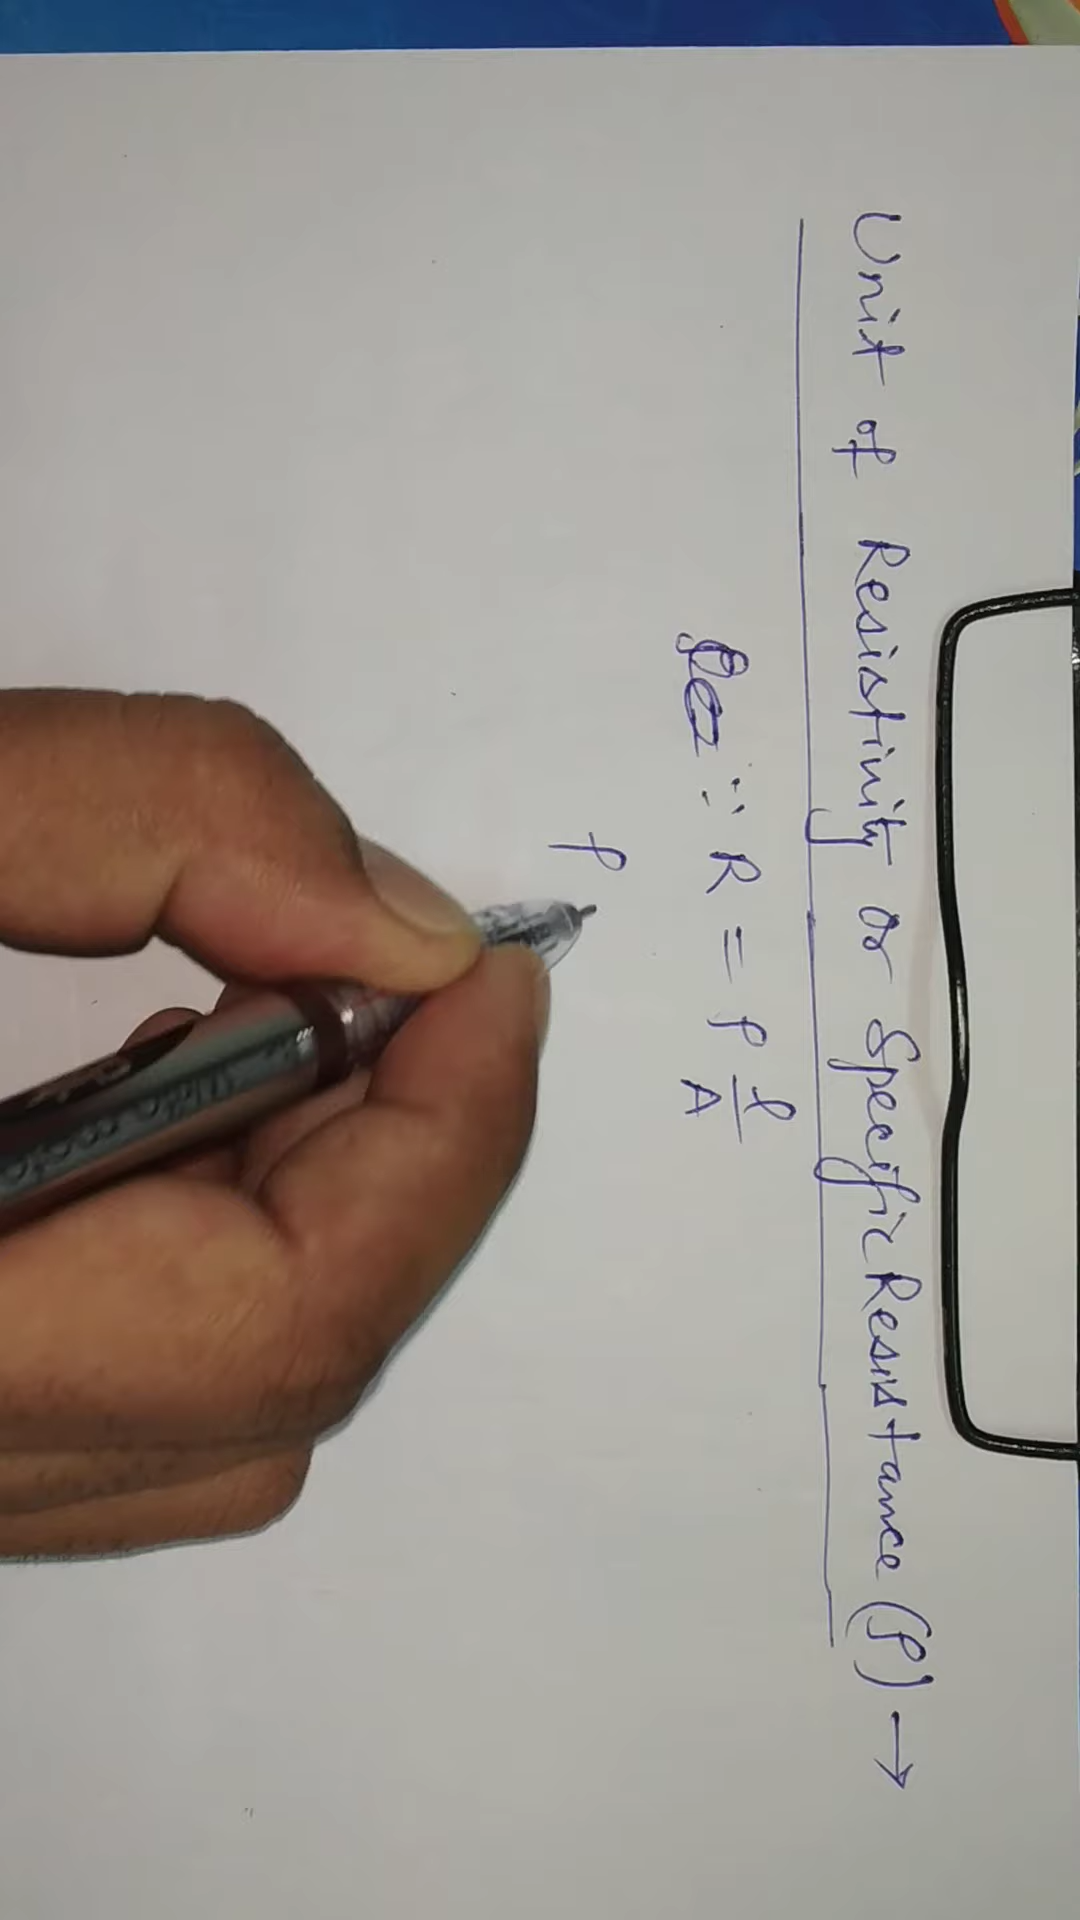 Unit of Resistivity or Specific Resistance (ρ) →
∵ R = ρ l/A
ρ